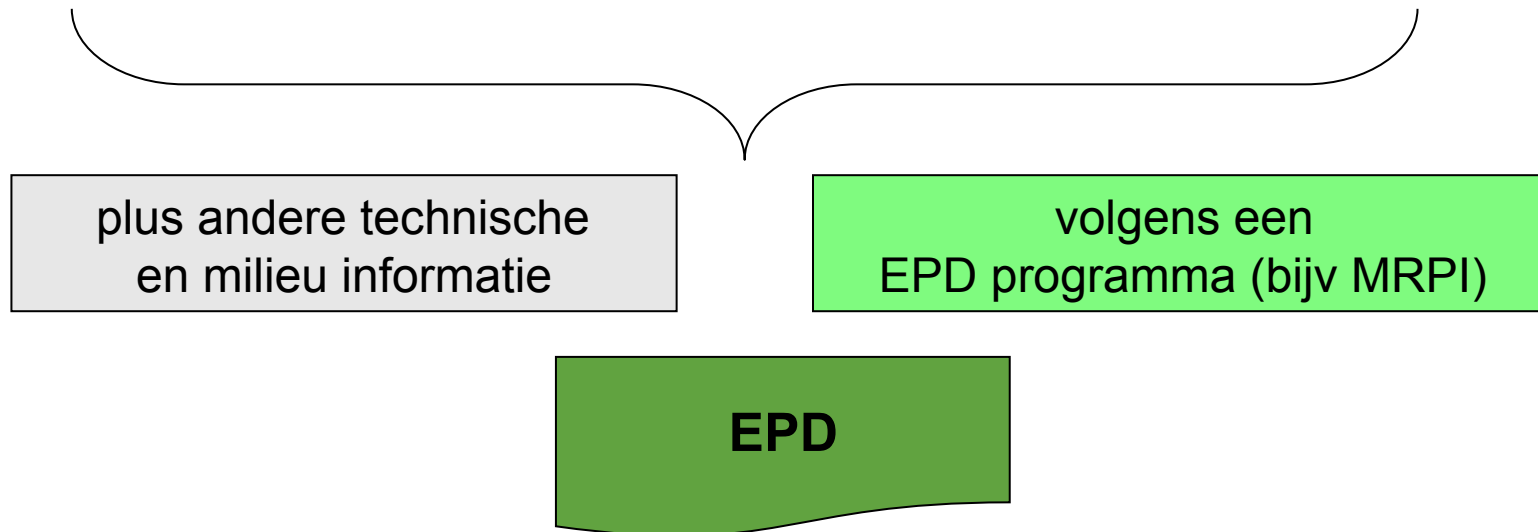 plus andere technische
en milieu informatie
volgens een
EPD programma (bijv MRPI)
EPD